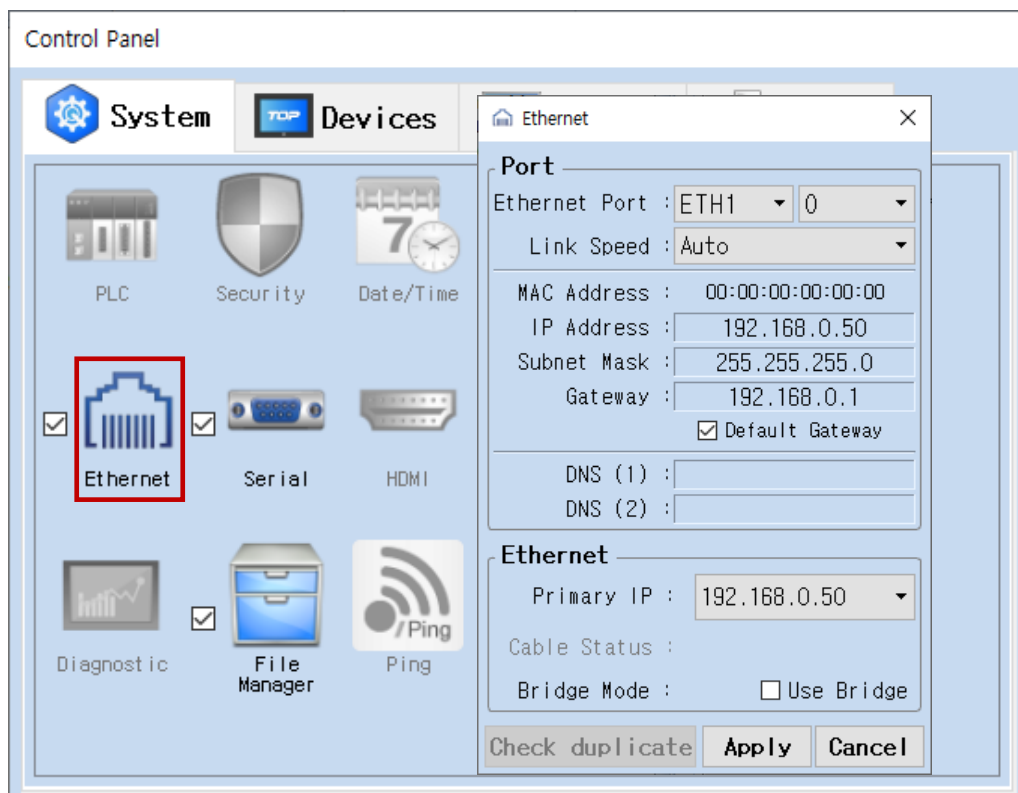 Control Panel
System
TOP Devices
PLC
Security
7
Date/Time
Ethernet
Serial
HDMI
Diagnostic
File
Manager
/Ping
Ping
Ethernet
Port
Ethernet Port : ETH1 0
Link Speed : Auto
MAC Address : 00:00:00:00:00:00
IP Address : 192.168.0.50
Subnet Mask : 255.255.255.0
Gateway : 192.168.0.1
Default Gateway
DNS (1) :
DNS (2) :
Ethernet
Primary IP : 192.168.0.50
Cable Status :
Bridge Mode : Use Bridge
Check duplicate Apply Cancel